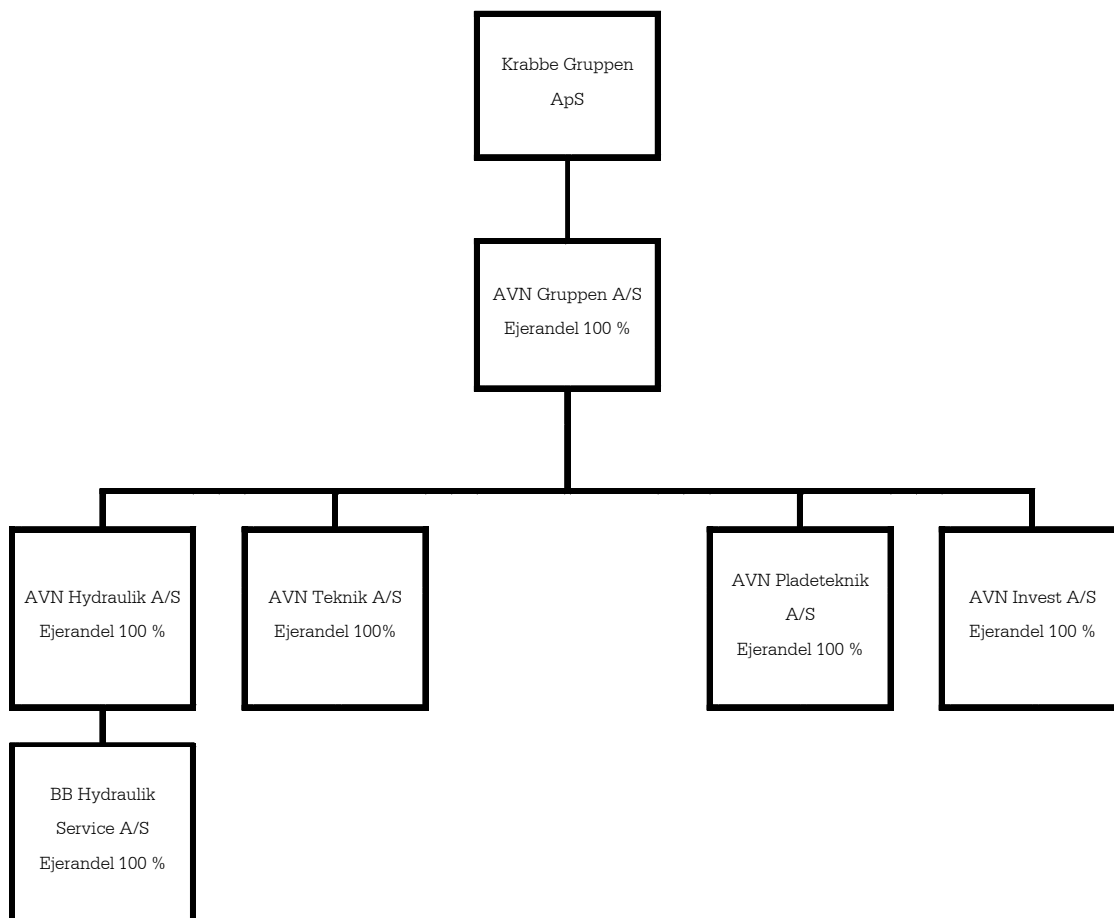 Krabbe Gruppen
ApS
AVN Gruppen A/S
Ejerandel 100 %
AVN Hydraulik A/S
Ejerandel 100 %
AVN Teknik A/S
Ejerandel 100%
AVN Pladeteknik
A/S
Ejerandel 100 %
AVN Invest A/S
Ejerandel 100 %
BB Hydraulik
Service A/S
Ejerandel 100 %